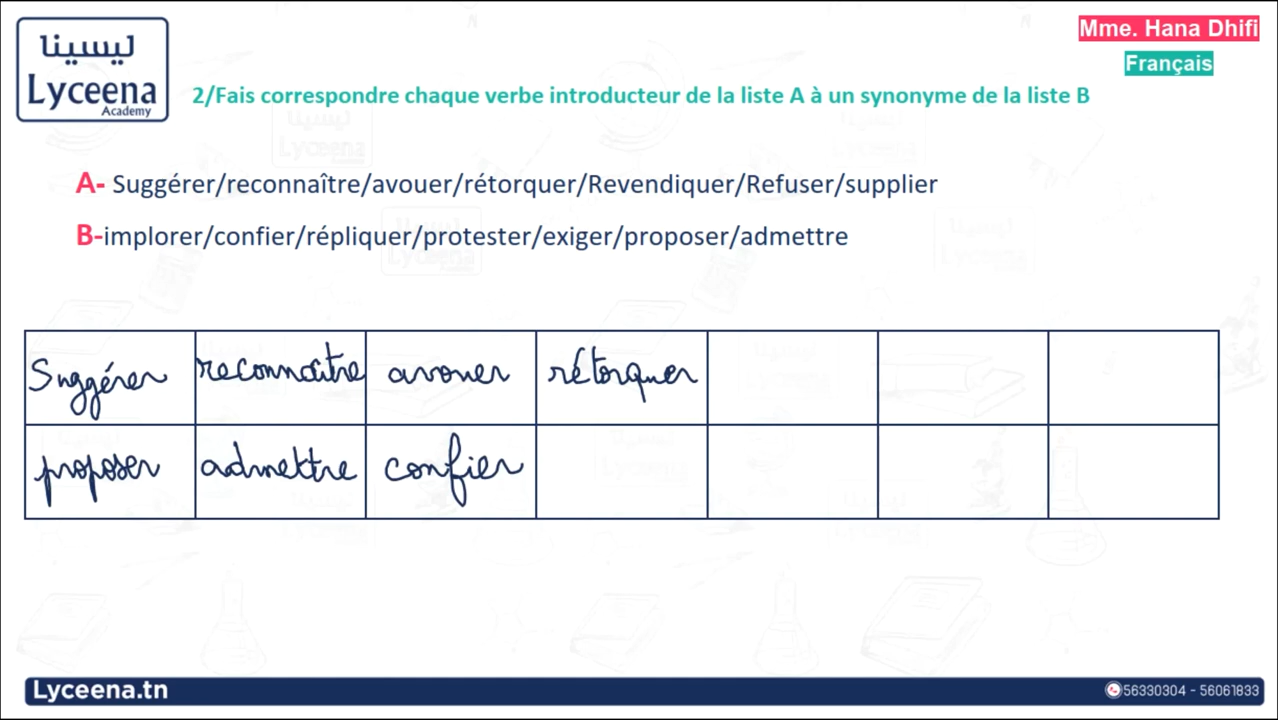 ليسينا
Lyceena
Academy
Mme. Hana Dhifi
Français
2/Fais correspondre chaque verbe introducteur de la liste A à un synonyme de la liste B
A- Suggérer/reconnaître/avouer/rétorquer/Revendiquer/Refuser/supplier
B-implorer/confier/répliquer/protester/exiger/proposer/admettre
Suggérer reconnaître avouer rétorquer
proposer admettre confier
Lyceena.tn
56330304 - 56061833